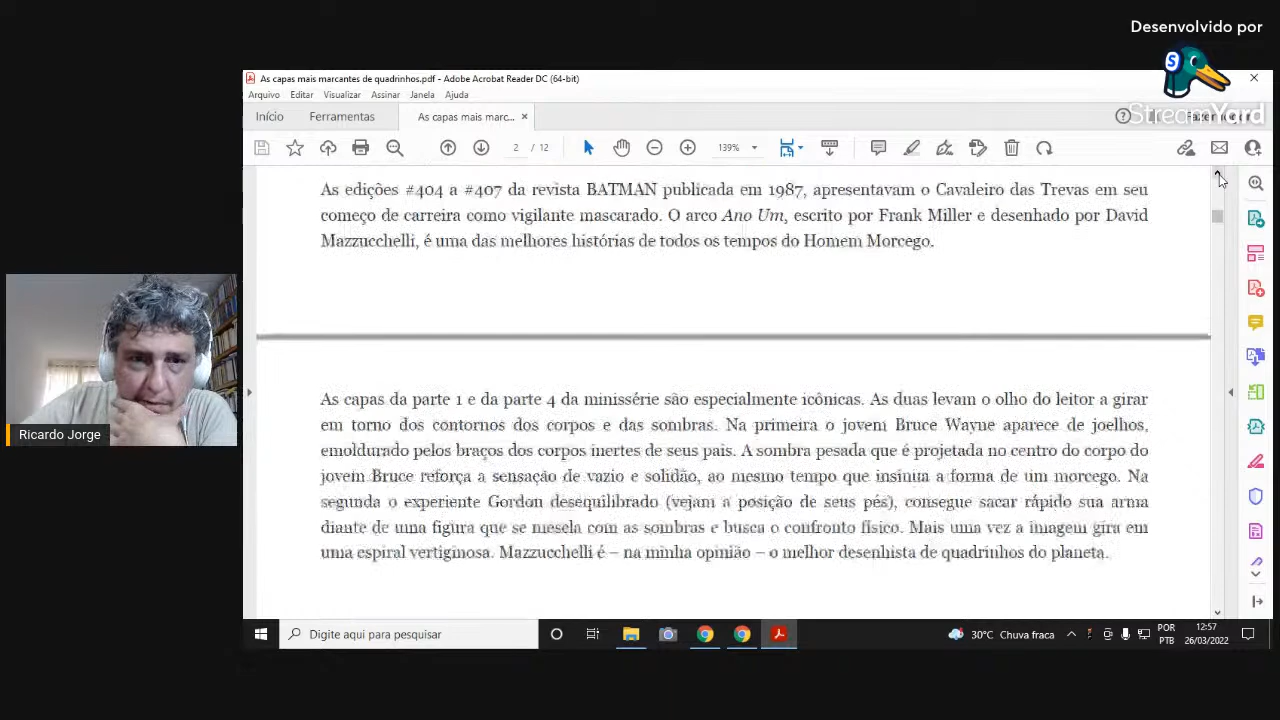 Desenvolvido por
StreamYard
As capas mais marcantes de quadrinhos.pdf - Adobe Acrobat Reader DC (64-bit)
Arquivo Editar Visualizar Assinar Janela Ajuda
Início Ferramentas As capas mais marc...
2 / 12 139%
As edições #404 a #407 da revista BATMAN publicada em 1987, apresentavam o Cavaleiro das Trevas em seu
começo de carreira como vigilante mascarado. O arco Ano Um, escrito por Frank Miller e desenhado por David
Mazzucchelli, é uma das melhores histórias de todos os tempos do Homem Morcego.
As capas da parte 1 e da parte 4 da minissérie são especialmente icônicas. As duas levam o olho do leitor a girar
em torno dos contornos dos corpos e das sombras. Na primeira o jovem Bruce Wayne aparece de joelhos,
emoldurado pelos braços dos corpos inertes de seus pais. A sombra pesada que é projetada no centro do corpo do
jovem Bruce reforça a sensação de vazio e solidão, ao mesmo tempo que insinua a forma de um morcego. Na
segunda o experiente Gordon desequilibrado (vejam a posição de seus pés), consegue sacar rápido sua arma
diante de uma figura que se mescla com as sombras e busca o confronto físico. Mais uma vez a imagem gira em
uma espiral vertiginosa. Mazzucchelli é – na minha opinião – o melhor desenhista de quadrinhos do planeta.
Ricardo Jorge
Digite aqui para pesquisar
30°C Chuva fraca
POR
PTB
12:57
26/03/2022